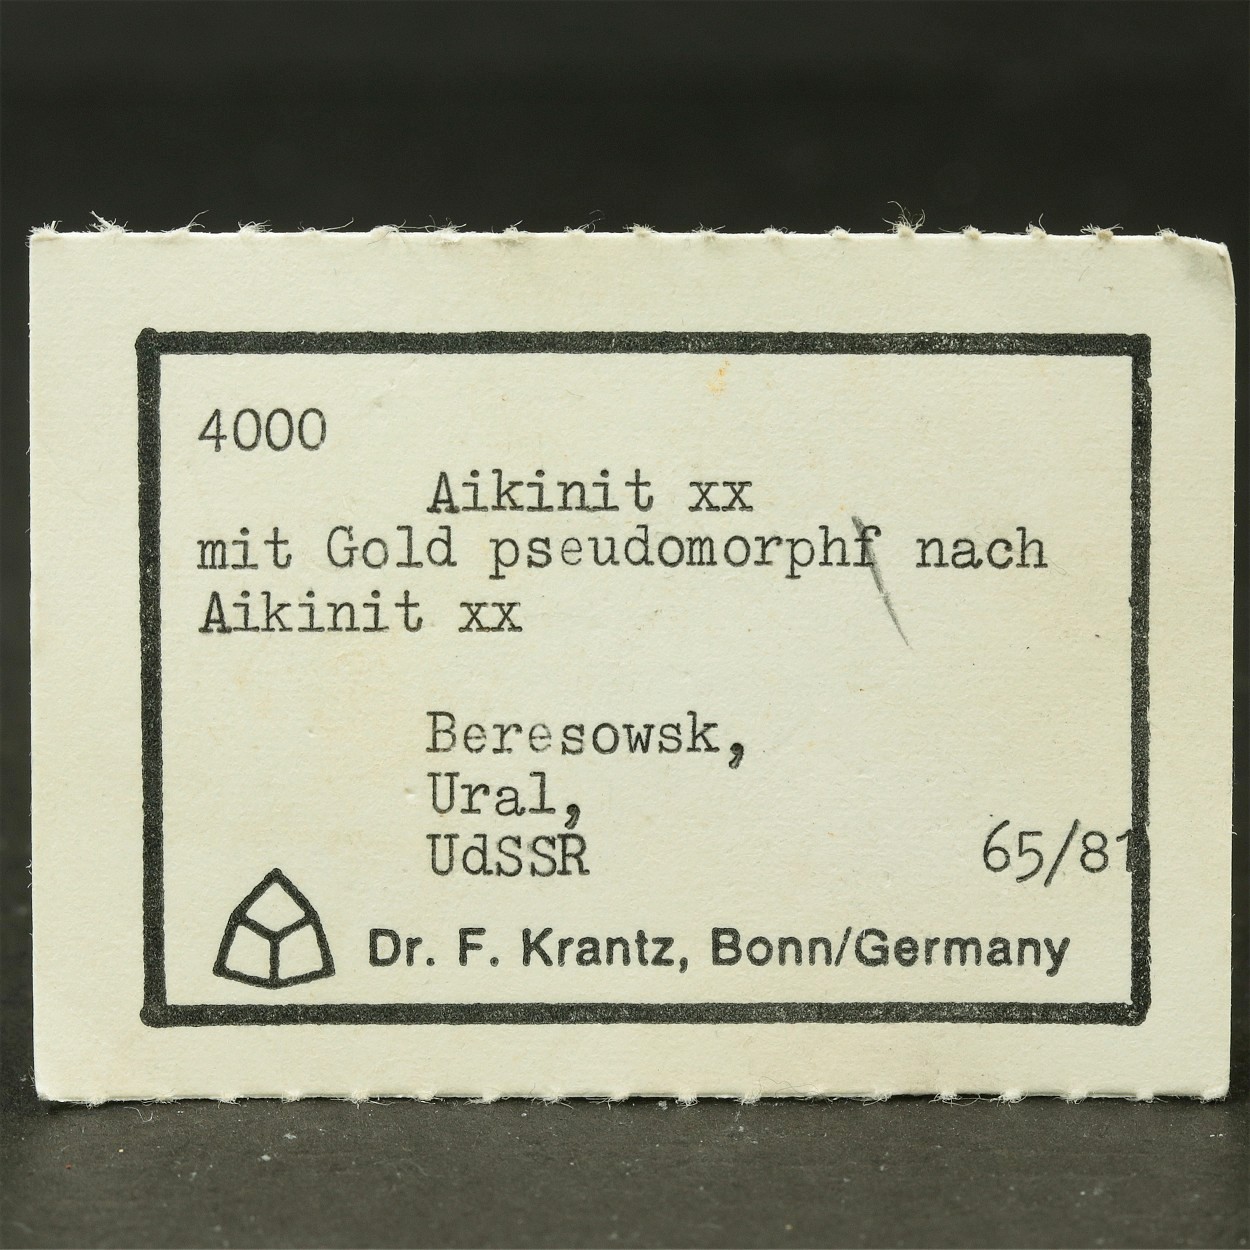 4000
Aikinit xx
mit Gold pseudomorphf nach
Aikinit xx
Beresowsk,
Ural,
UdSSR
65/81
Dr. F. Krantz, Bonn/Germany